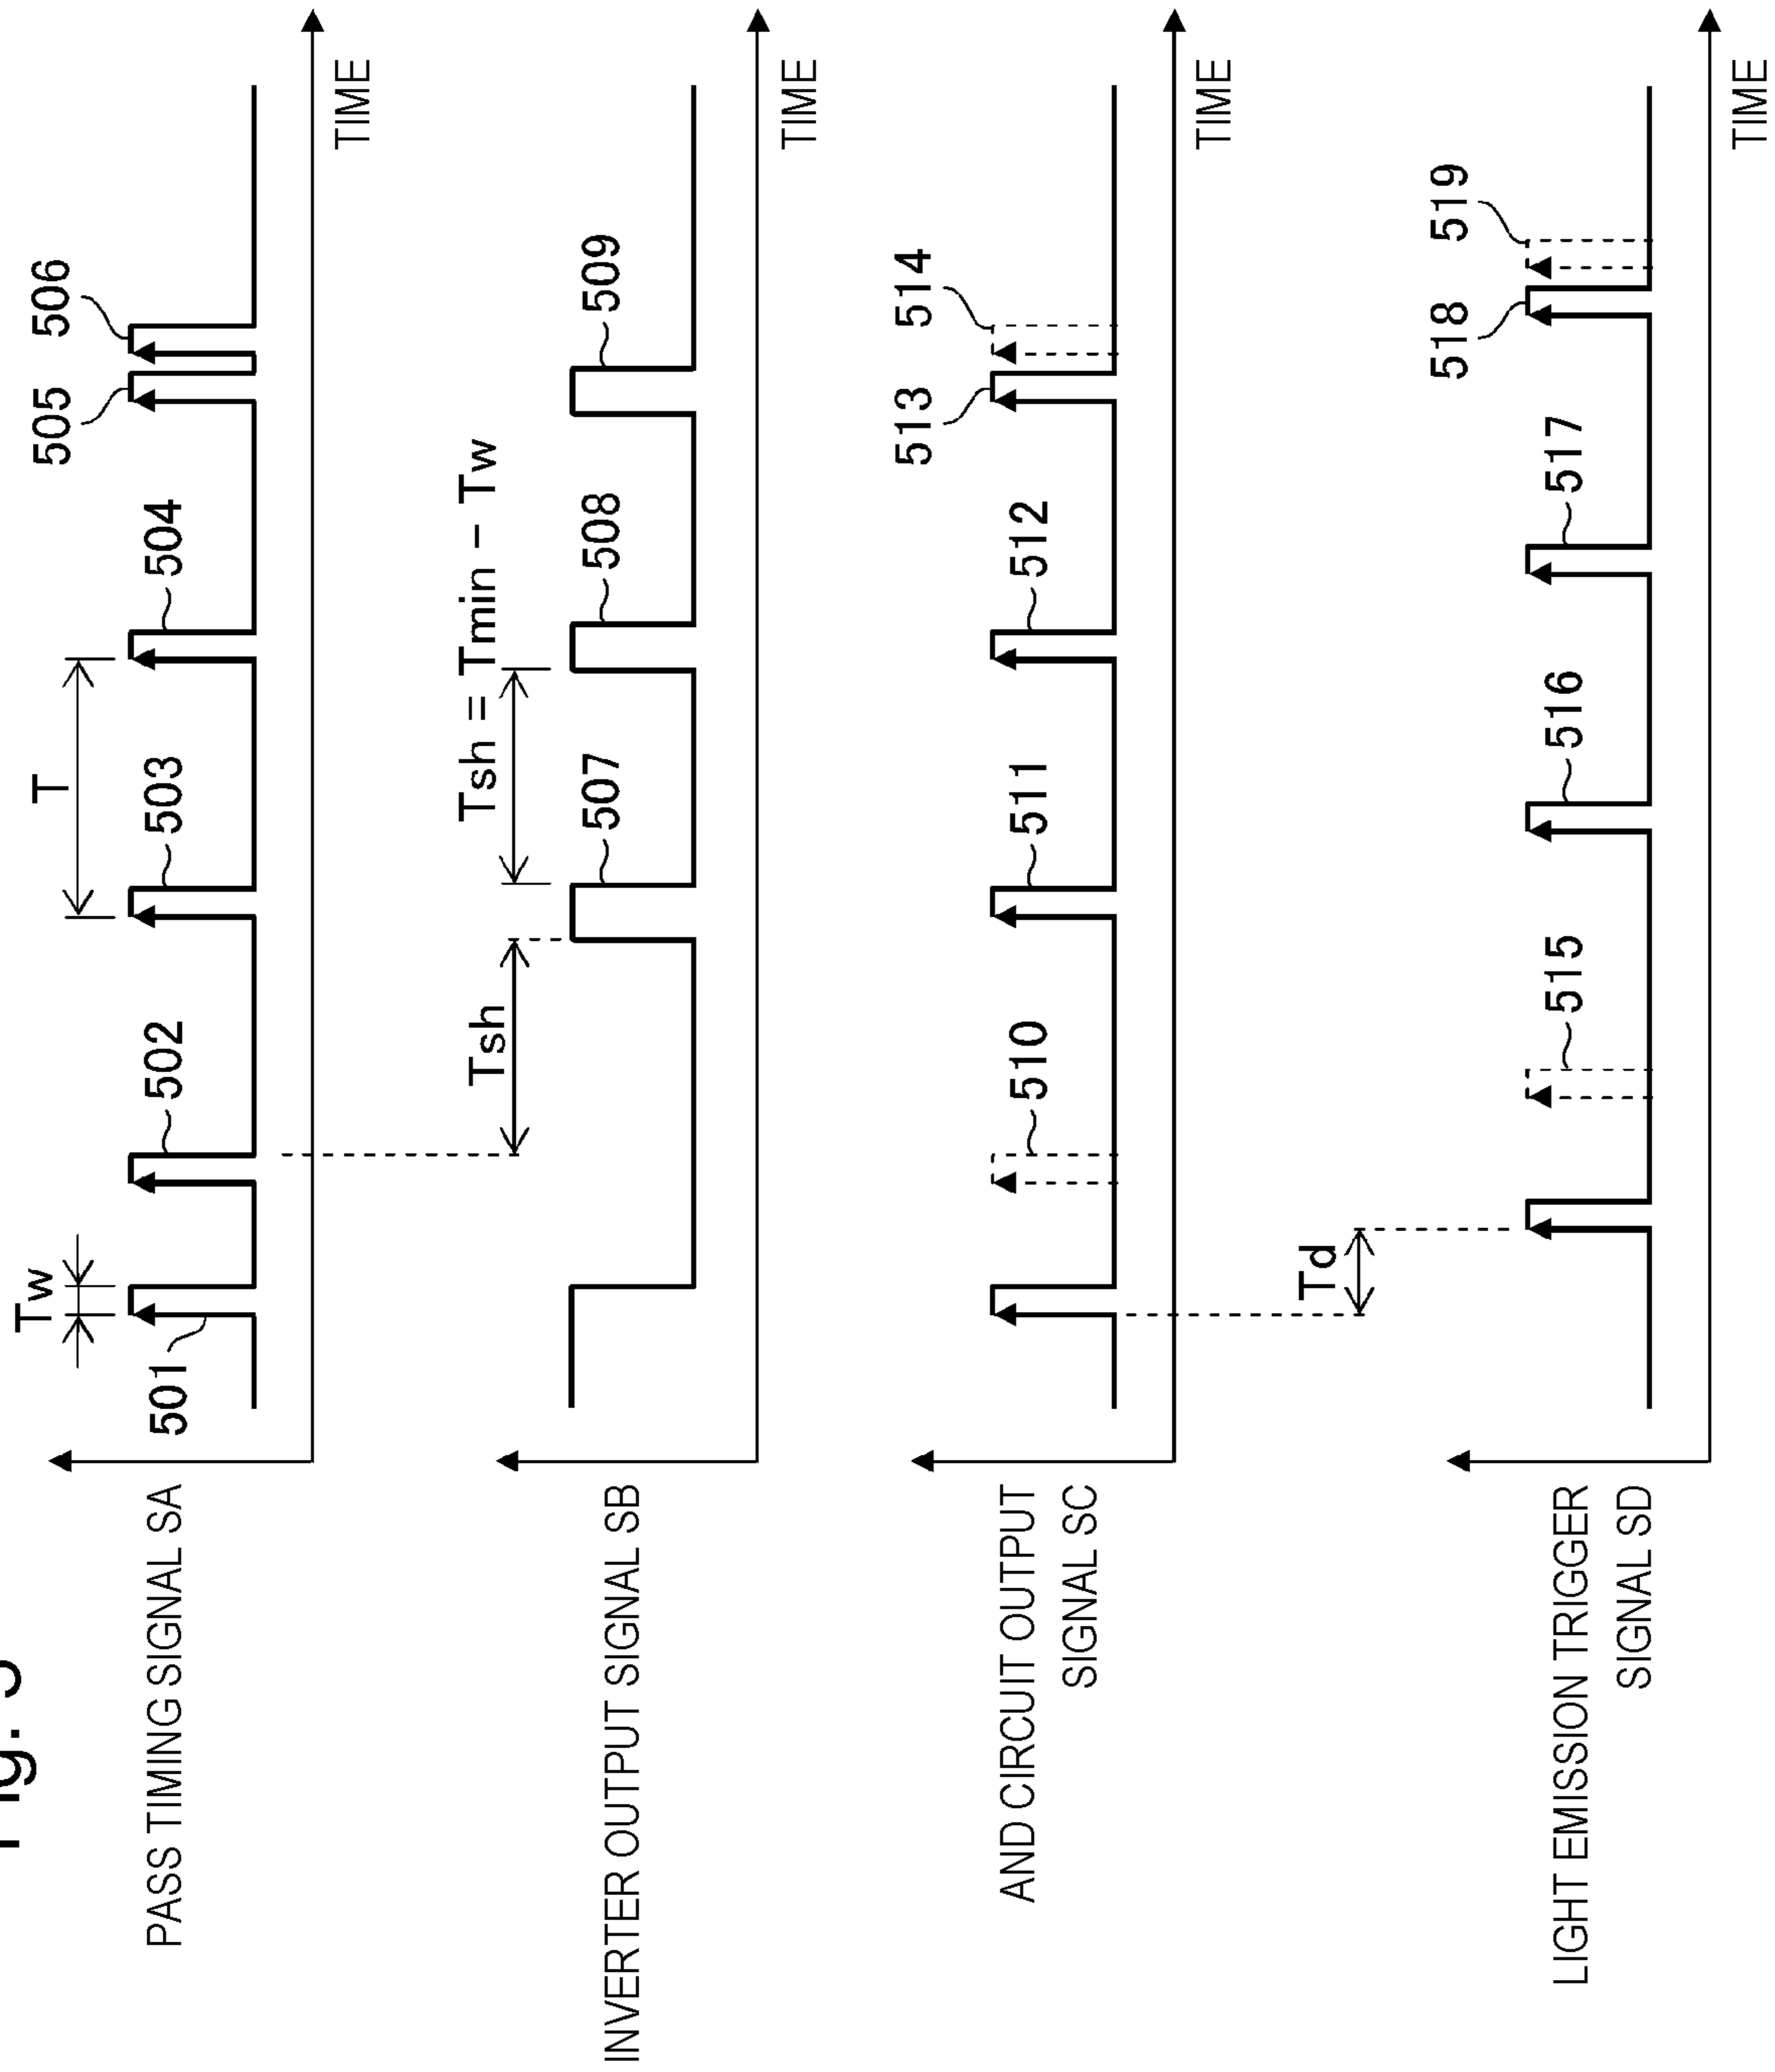 Fig.
PASS TIMING SIGNAL SA
Tw
T
501
502
503
504
505
506
TIME
INVERTER OUTPUT SIGNAL SB
Tsh
Tsh = Tmin − Tw
507
508
509
TIME
AND CIRCUIT OUTPUT
SIGNAL SC
510
511
512
513
514
TIME
Td
LIGHT EMISSION TRIGGER
SIGNAL SD
515
516
517
518
519
TIME